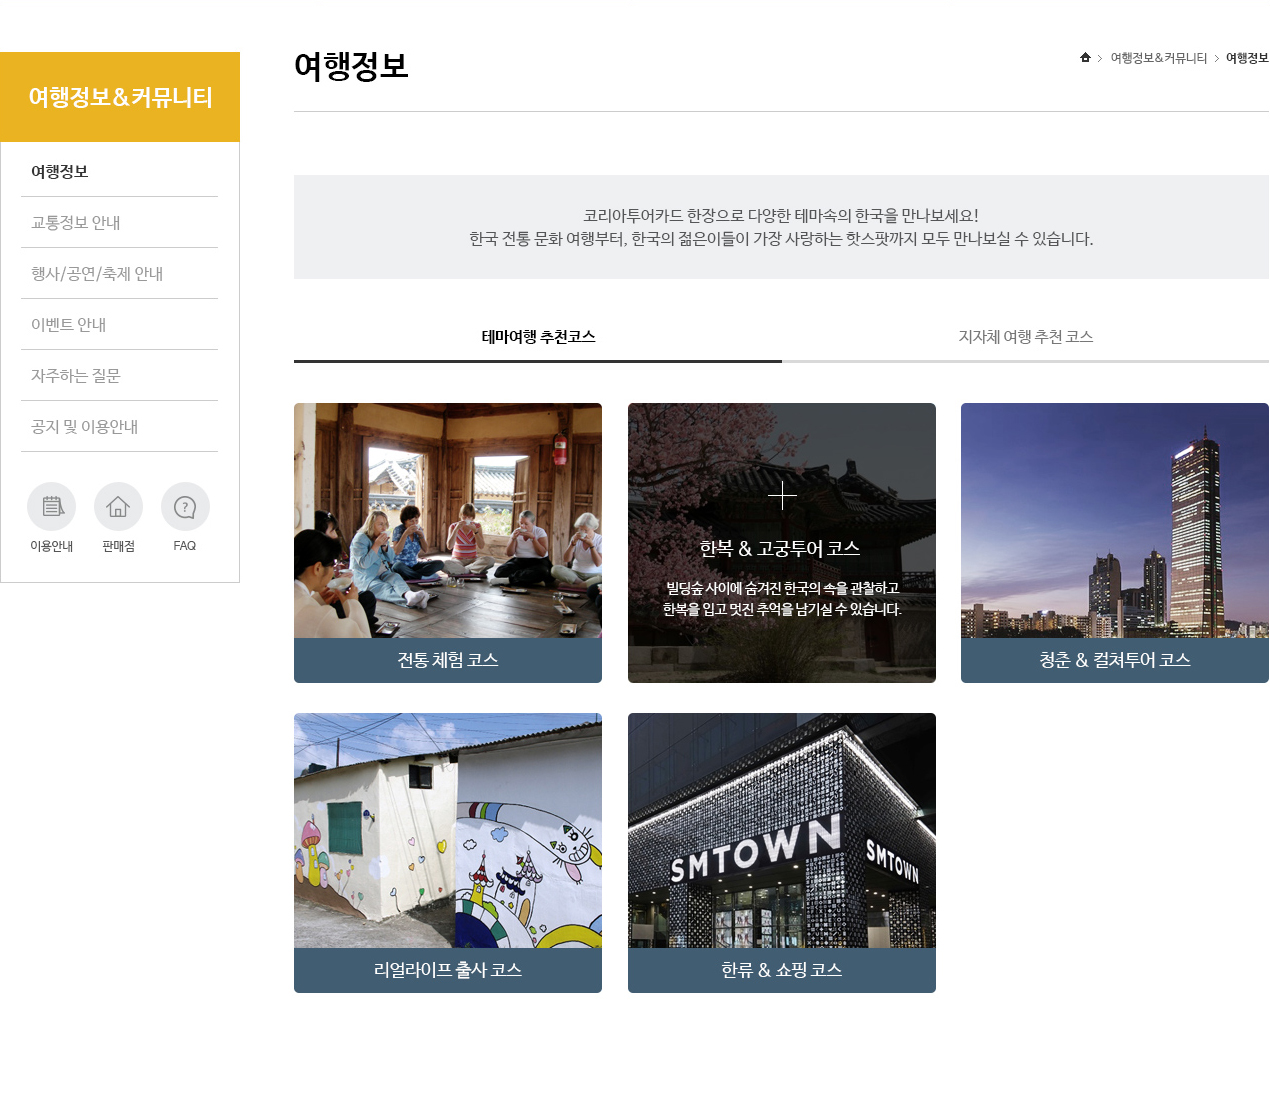 여행정보&커뮤니티
여행정보
교통정보 안내
행사/공연/축제 안내
이벤트 안내
자주하는 질문
공지 및 이용안내
이용안내
판매점
FAQ
여행정보
여행정보&커뮤니티
여행정보
코리아투어카드 한장으로 다양한 테마속의 한국을 만나보세요!
한국 전통 문화 여행부터, 한국의 젊은이들이 가장 사랑하는 핫스팟까지 모두 만나보실 수 있습니다.
테마여행 추천코스
지자체 여행 추천 코스
전통 체험 코스
한복 & 고궁투어 코스
빌딩숲 사이에 숨겨진 한국의 속을 관찰하고
한복을 입고 멋진 추억을 남기실 수 있습니다.
청춘 & 컬쳐투어 코스
리얼라이프 출사 코스
SMTOWN
SMTOWN
한류 & 쇼핑 코스